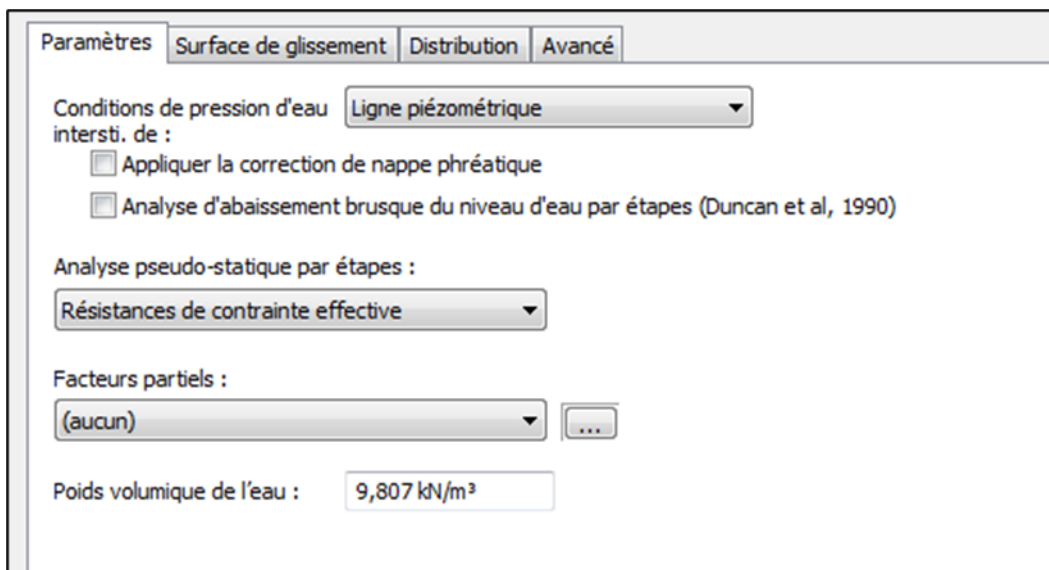 Paramètres Surface de glissement Distribution Avancé
Conditions de pression d'eau Ligne piézométrique
intersti. de :
Appliquer la correction de nappe phréatique
Analyse d'abaissement brusque du niveau d'eau par étapes (Duncan et al, 1990)
Analyse pseudo-statique par étapes :
Résistances de contrainte effective
Facteurs partiels :
(aucun) ...
Poids volumique de l'eau : 9,807 kN/m³